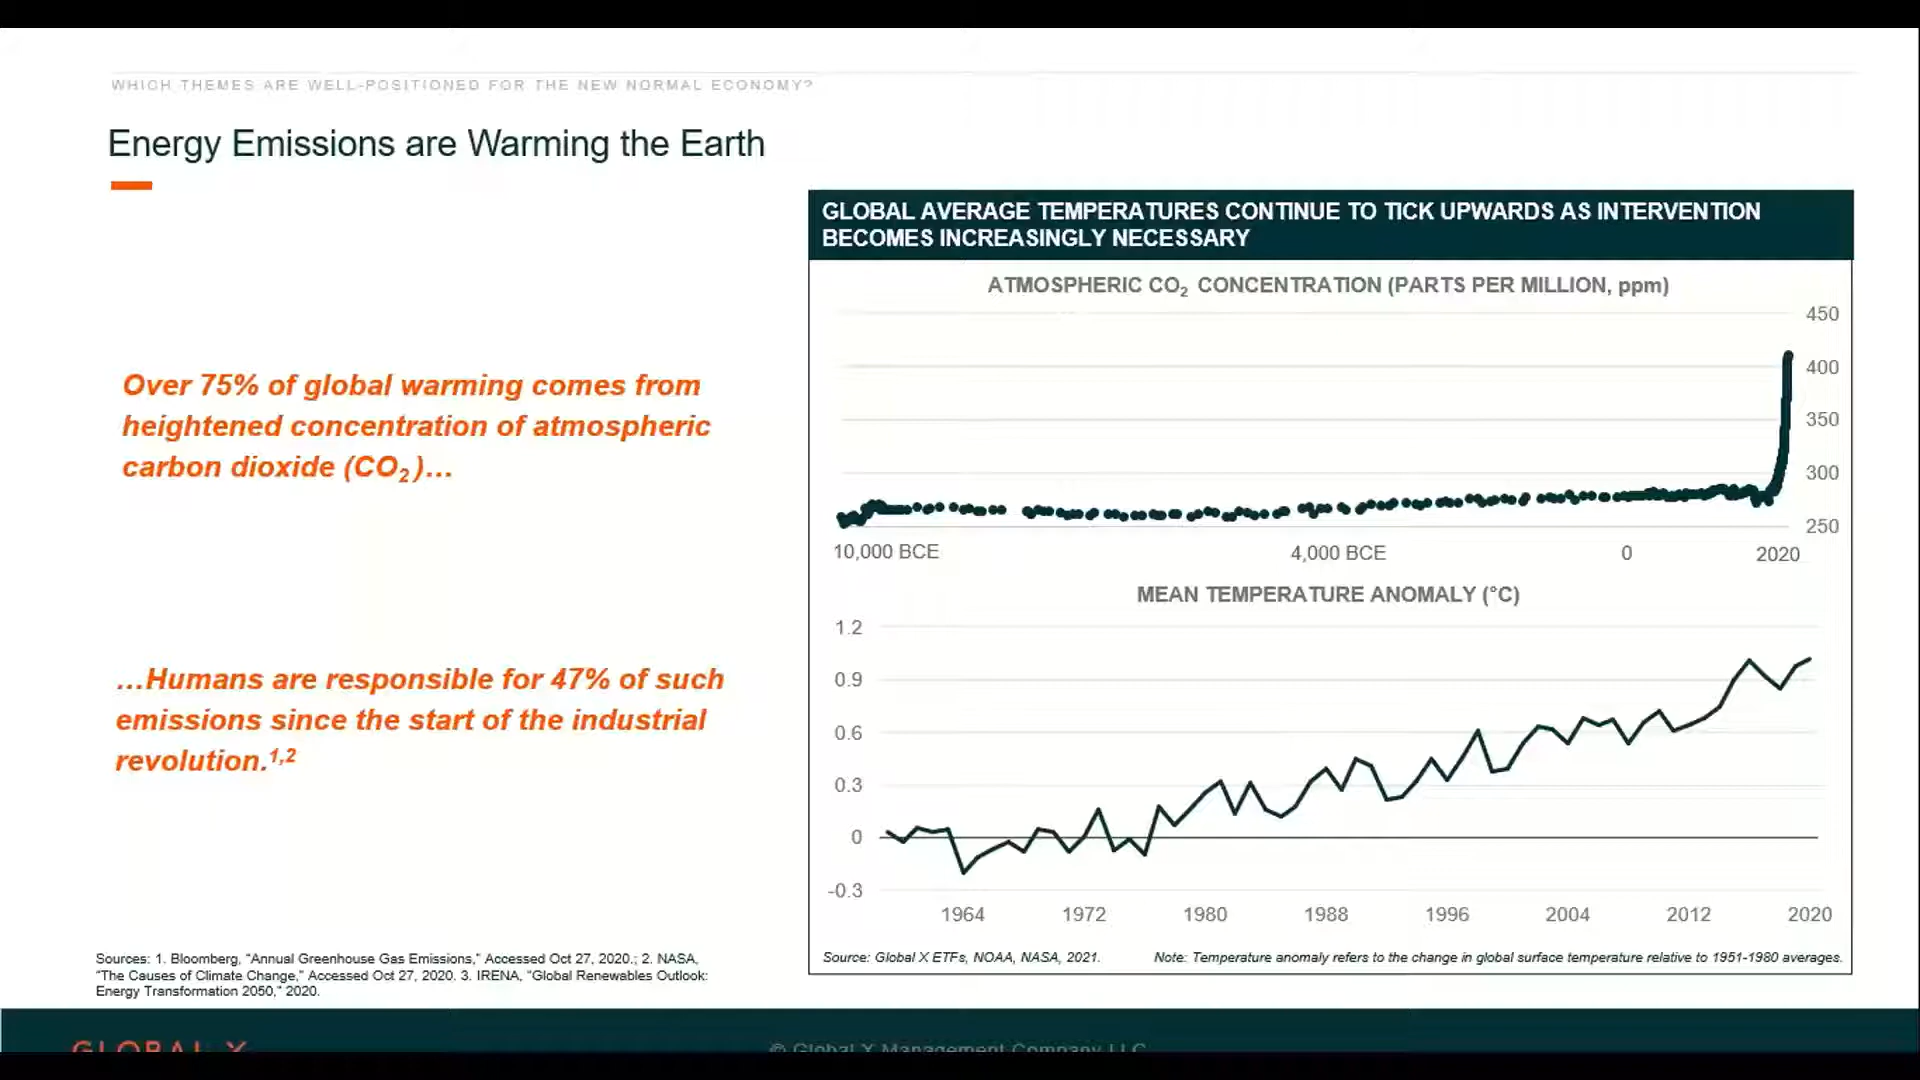 WHICH THEMES ARE WELL-POSITIONED FOR THE NEW NORMAL ECONOMY?
Energy Emissions are Warming the Earth
Over 75% of global warming comes from
heightened concentration of atmospheric
carbon dioxide (CO₂)…
…Humans are responsible for 47% of such
emissions since the start of the industrial
revolution.¹,²
Sources: 1. Bloomberg, "Annual Greenhouse Gas Emissions," Accessed Oct 27, 2020.; 2. NASA,
"The Causes of Climate Change," Accessed Oct 27, 2020. 3. IRENA, "Global Renewables Outlook:
Energy Transformation 2050," 2020.
GLOBAL AVERAGE TEMPERATURES CONTINUE TO TICK UPWARDS AS INTERVENTION
BECOMES INCREASINGLY NECESSARY
ATMOSPHERIC CO₂ CONCENTRATION (PARTS PER MILLION, ppm)
450
400
350
300
250
10,000 BCE 4,000 BCE 0 2020
MEAN TEMPERATURE ANOMALY (°C)
1.2
0.9
0.6
0.3
0
-0.3
1964 1972 1980 1988 1996 2004 2012 2020
Source: Global X ETFs, NOAA, NASA, 2021. Note: Temperature anomaly refers to the change in global surface temperature relative to 1951-1980 averages.
GLOBAL X
© Global X Management Company LLC